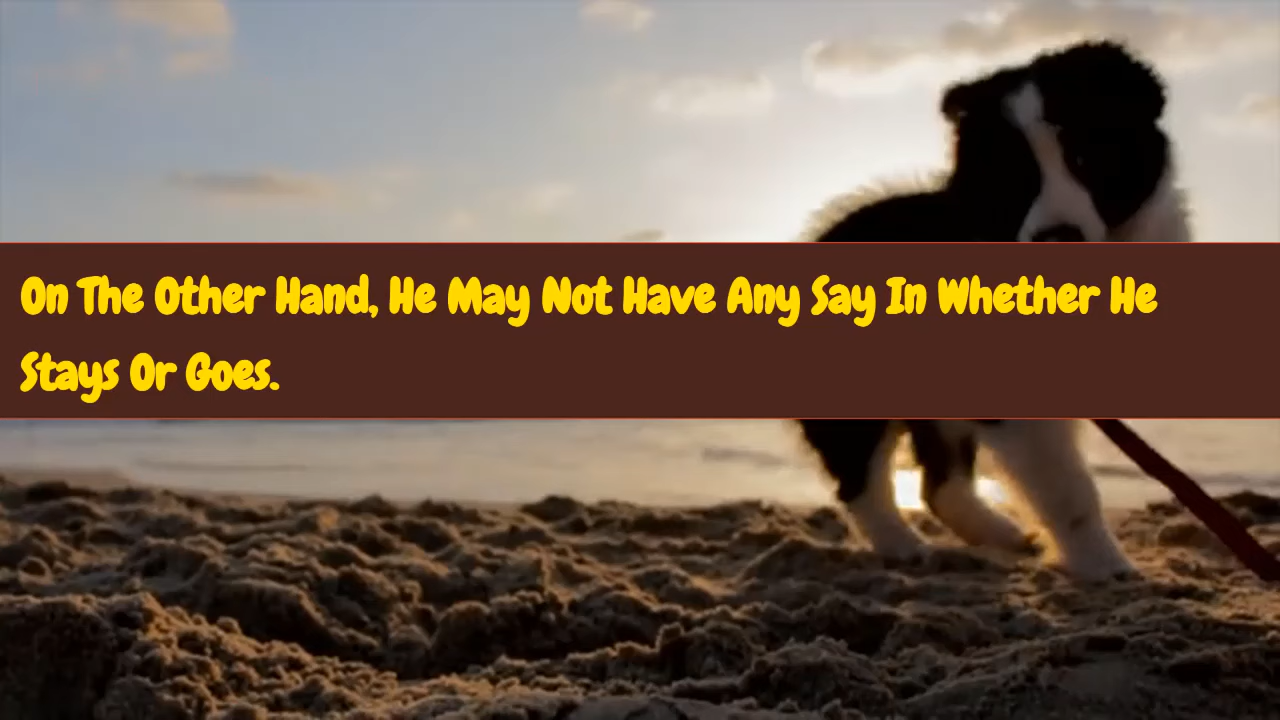 On The Other Hand, He May Not Have Any Say In Whether He
Stays Or Goes.